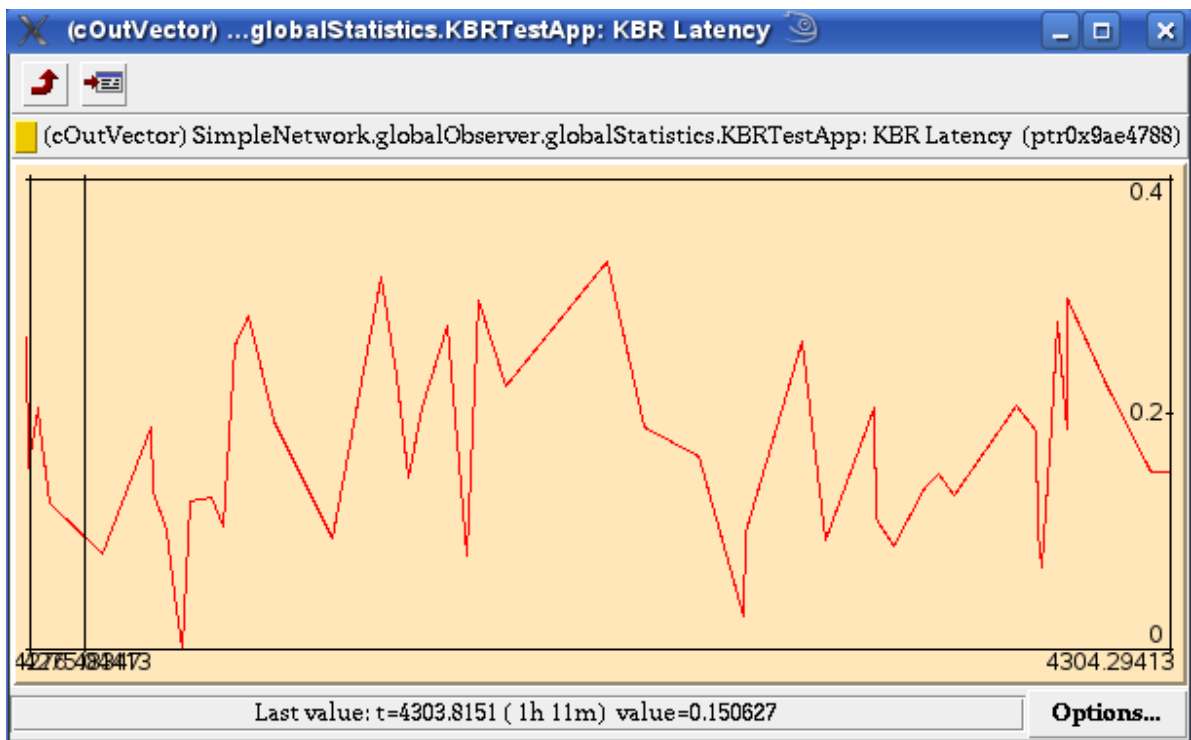 (cOutVector) ...globalStatistics.KBRTestApp: KBR Latency
(cOutVector) SimpleNetwork.globalObserver.globalStatistics.KBRTestApp: KBR Latency (ptr0x9ae4788)
0.4
0.2
0
4304.29413
Last value: t=4303.8151 ( 1h 11m) value=0.150627
Options...